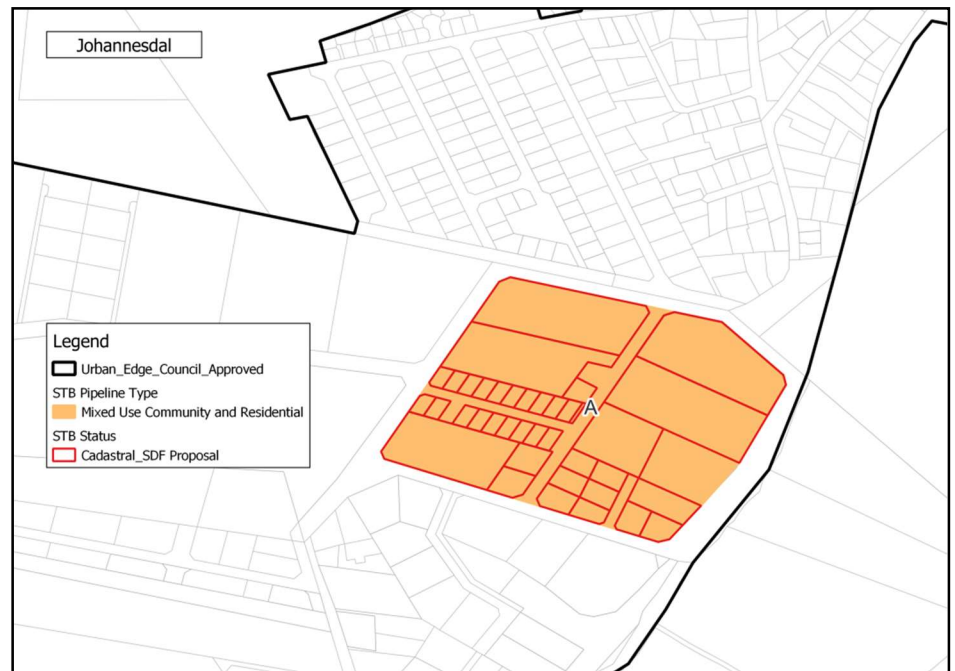 Johannesdal
A
Legend
Urban_Edge_Council_Approved
STB Pipeline Type
Mixed Use Community and Residential
STB Status
Cadastral_SDF Proposal